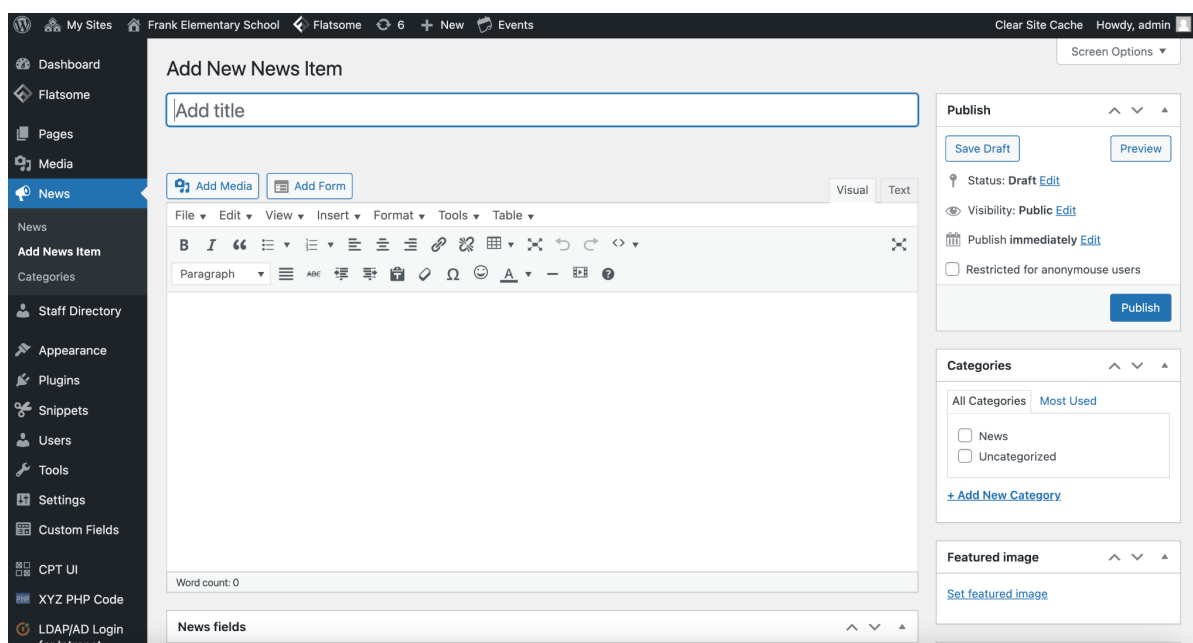 My Sites Frank Elementary School Flatsome 6 + New Events Clear Site Cache Howdy, admin
Screen Options ▼
Dashboard
Flatsome
Pages
Media
News
News
Add News Item
Categories
Staff Directory
Appearance
Plugins
Snippets
Users
Tools
Settings
Custom Fields
CPT UI
PHP XYZ PHP Code
LDAP/AD Login
Add New News Item
Add title
Add Media Add Form Visual Text
File Edit View Insert Format Tools Table
B I
Paragraph ABC Ω A
Word count: 0
News fields
Publish
Save Draft Preview
Status: Draft Edit
Visibility: Public Edit
Publish immediately Edit
Restricted for anonymouse users
Publish
Categories
All Categories Most Used
News
Uncategorized
+ Add New Category
Featured image
Set featured image